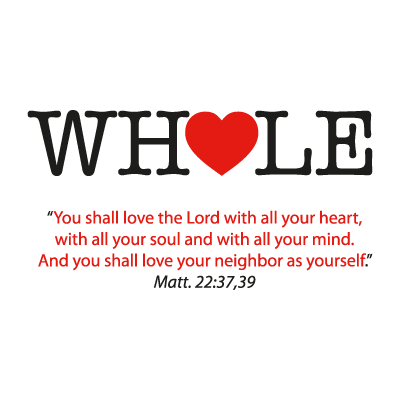 WH❤LE
“You shall love the Lord with all your heart,
with all your soul and with all your mind.
And you shall love your neighbor as yourself.”
Matt. 22:37,39